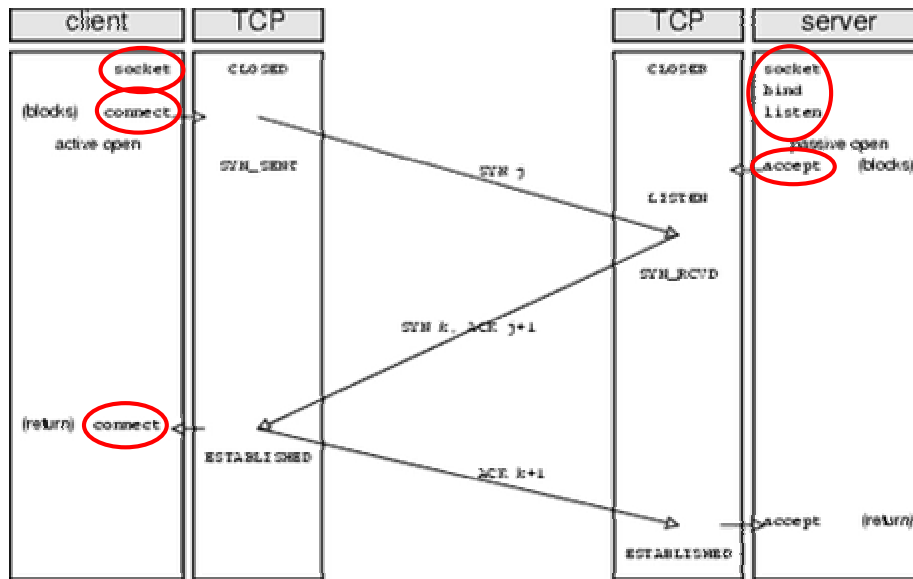 client TCP TCP server
socket CLOSED CLOSED socket
bind
(blocks) connect listen
active open passive open
SYN_SENT SYN j accept (blocks)
LISTEN
SYN_RCVD
SYN k, ACK j+1
(return) connect
ESTABLISHED
ACK k+1
accept (return)
ESTABLISHED